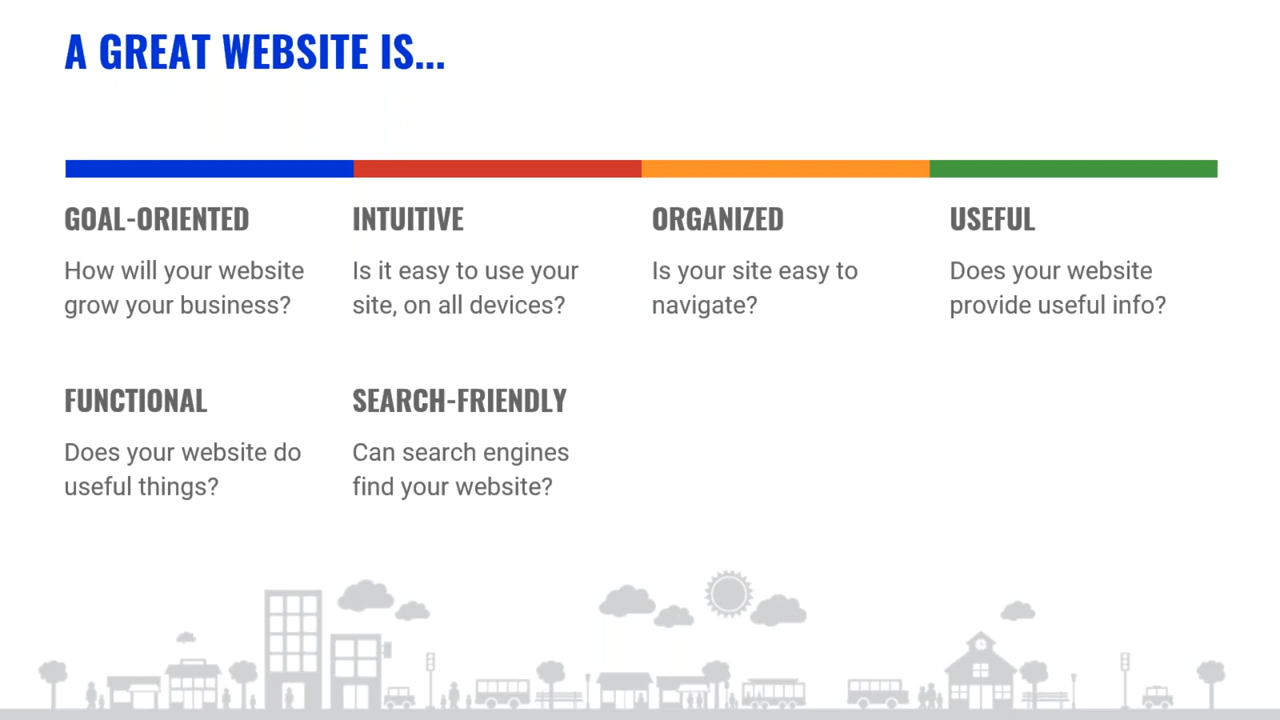 A GREAT WEBSITE IS...
GOAL-ORIENTED
How will your website
grow your business?
INTUITIVE
Is it easy to use your
site, on all devices?
ORGANIZED
Is your site easy to
navigate?
USEFUL
Does your website
provide useful info?
FUNCTIONAL
Does your website do
useful things?
SEARCH-FRIENDLY
Can search engines
find your website?